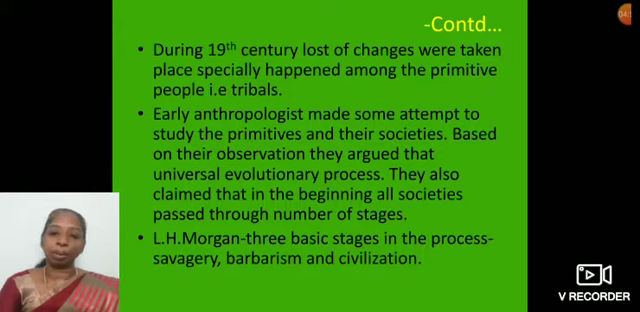 -Contd...
• During 19th century lost of changes were taken
place specially happened among the primitive
people i.e tribals.
• Early anthropologist made some attempt to
study the primitives and their societies. Based
on their observation they argued that
universal evolutionary process. They also
claimed that in the beginning all societies
passed through number of stages.
• L.H.Morgan-three basic stages in the process-
savagery, barbarism and civilization.
V RECORDER